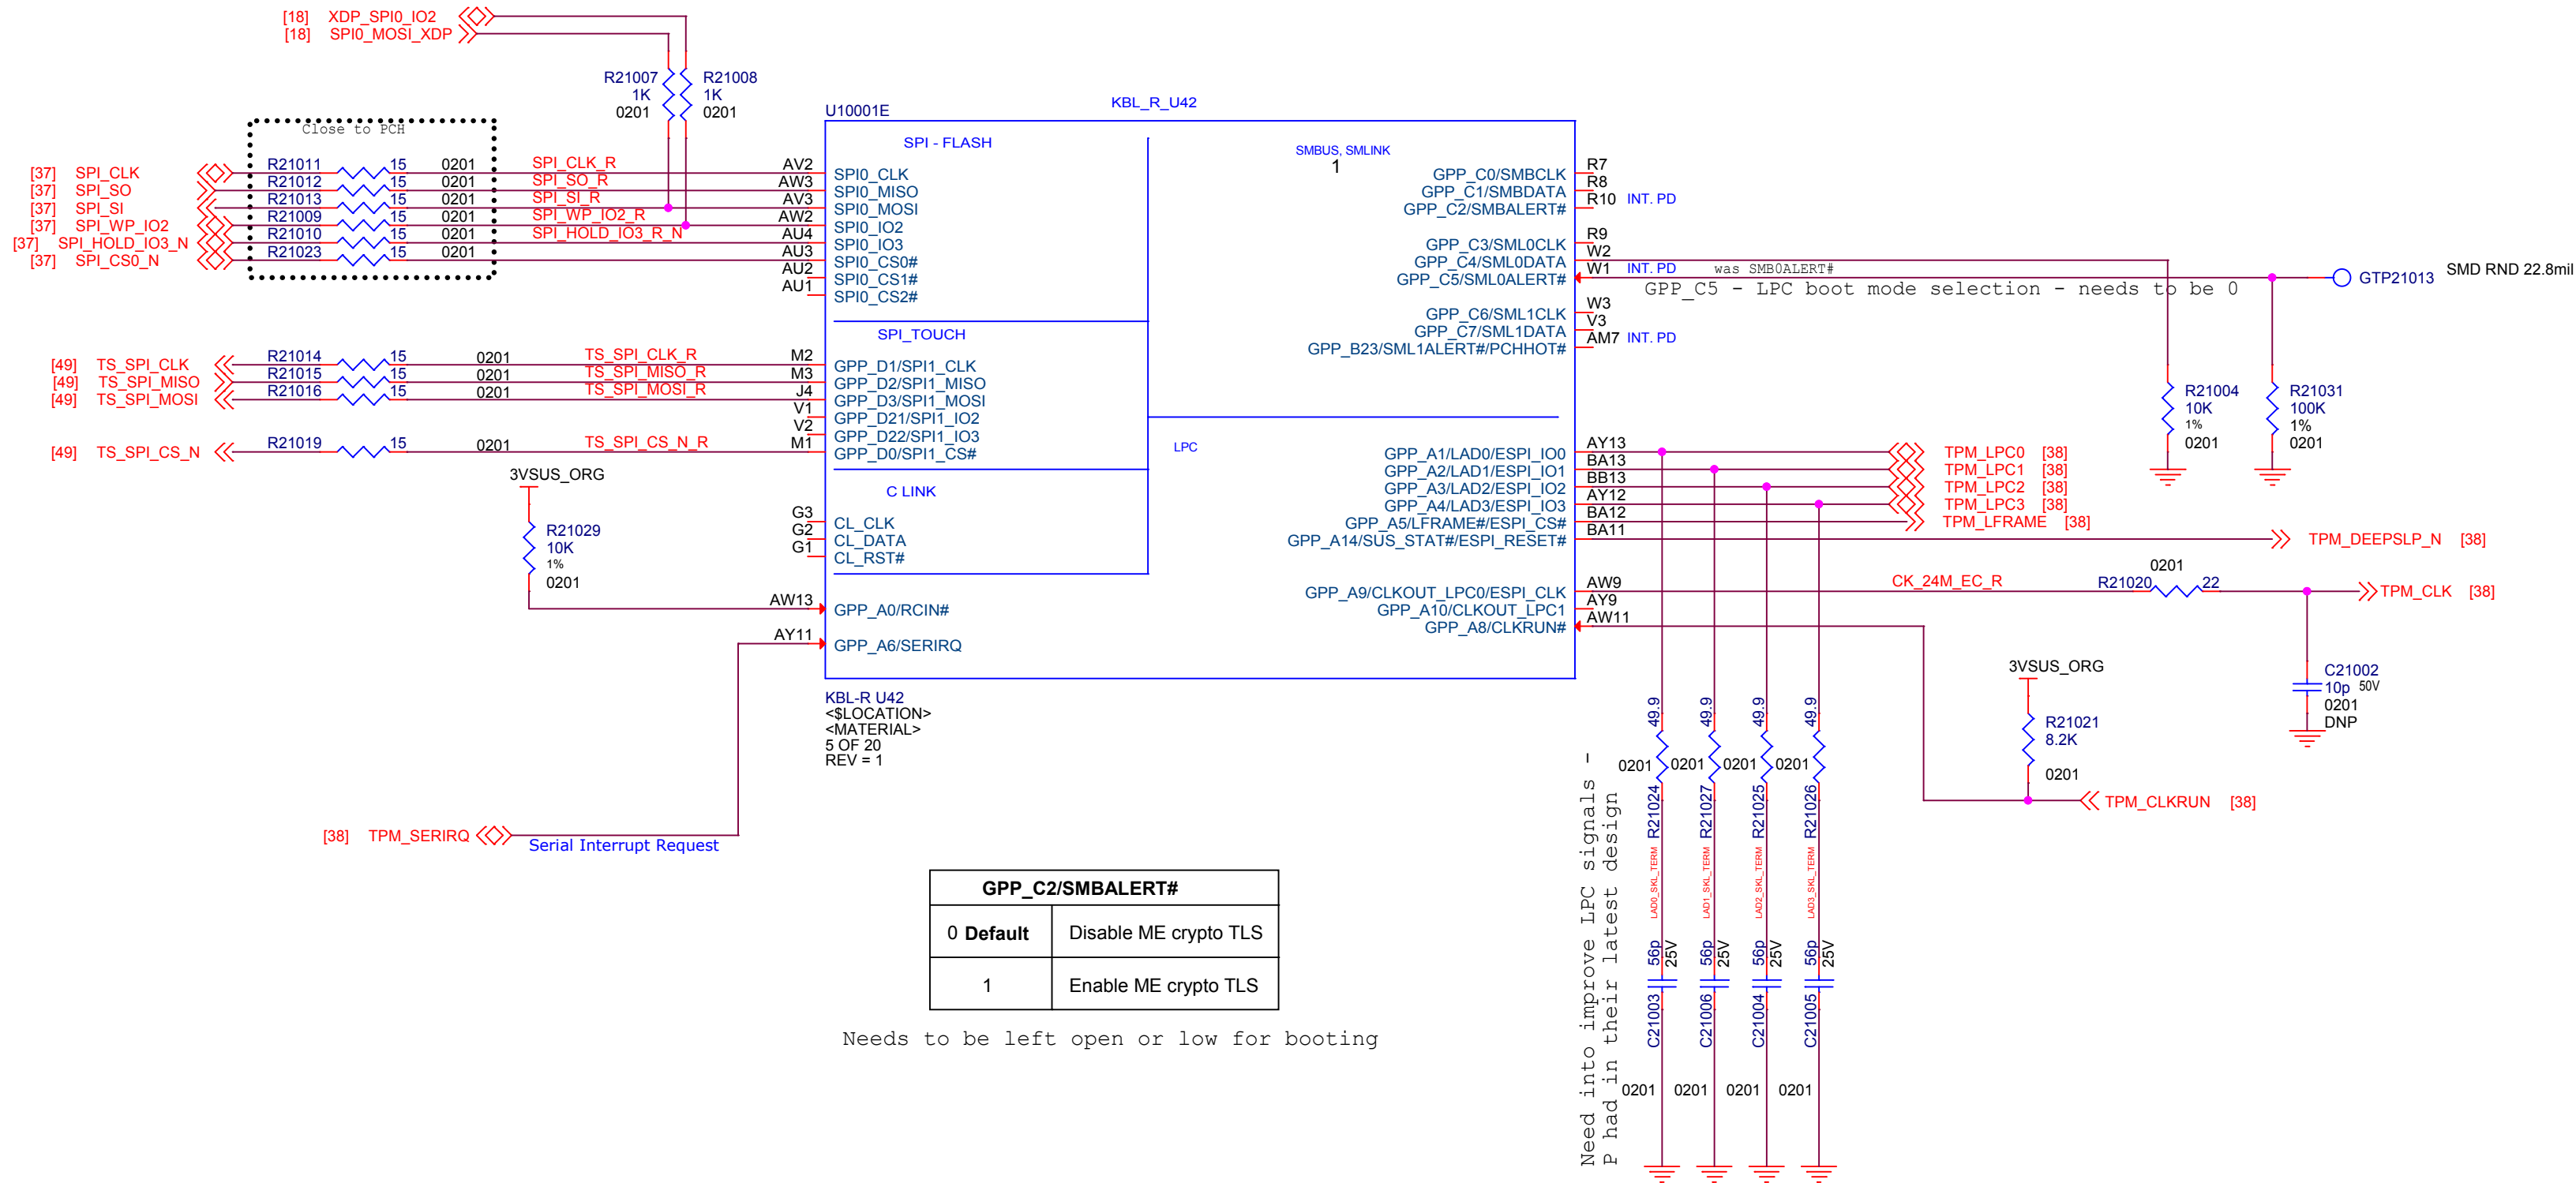 [18] XDP_SPI0_IO2
[18] SPI0_MOSI_XDP
R21007
1K
0201
R21008
1K
0201
Close to PCH
[37] SPI_CLK
[37] SPI_SO
[37] SPI_SI
[37] SPI_WP_IO2
[37] SPI_HOLD_IO3_N
[37] SPI_CS0_N
R21011 15 0201 SPI_CLK_R
R21012 15 0201 SPI_SO_R
R21013 15 0201 SPI_SI_R
R21009 15 0201 SPI_WP_IO2_R
R21010 15 0201 SPI_HOLD_IO3_R_N
R21023 15 0201
U10001E
KBL_R_U42
SPI - FLASH
AV2 SPI0_CLK
AW3 SPI0_MISO
AV3 SPI0_MOSI
AW2 SPI0_IO2
AU4 SPI0_IO3
AU3 SPI0_CS0#
AU2 SPI0_CS1#
AU1 SPI0_CS2#
SPI_TOUCH
[49] TS_SPI_CLK R21014 15 0201 TS_SPI_CLK_R M2 GPP_D1/SPI1_CLK
[49] TS_SPI_MISO R21015 15 0201 TS_SPI_MISO_R M3 GPP_D2/SPI1_MISO
[49] TS_SPI_MOSI R21016 15 0201 TS_SPI_MOSI_R J4 GPP_D3/SPI1_MOSI
V1 GPP_D21/SPI1_IO2
V2 GPP_D22/SPI1_IO3
[49] TS_SPI_CS_N R21019 15 0201 TS_SPI_CS_N_R M1 GPP_D0/SPI1_CS#
C LINK
G3 CL_CLK
G2 CL_DATA
G1 CL_RST#
3VSUS_ORG
R21029
10K
1%
0201
AW13 GPP_A0/RCIN#
AY11 GPP_A6/SERIRQ
[38] TPM_SERIRQ
Serial Interrupt Request
KBL-R U42
<$LOCATION>
<MATERIAL>
5 OF 20
REV = 1
SMBUS, SMLINK
1
GPP_C0/SMBCLK R7
GPP_C1/SMBDATA R8
GPP_C2/SMBALERT# R10 INT. PD
GPP_C3/SML0CLK R9
GPP_C4/SML0DATA W2
GPP_C5/SML0ALERT# W1 INT. PD was SMB0ALERT#
GPP_C5 - LPC boot mode selection - needs to be 0
GTP21013 SMD RND 22.8mil
GPP_C6/SML1CLK W3
GPP_C7/SML1DATA V3
GPP_B23/SML1ALERT#/PCHHOT# AM7 INT. PD
R21004
10K
1%
0201
R21031
100K
1%
0201
LPC
GPP_A1/LAD0/ESPI_IO0 AY13 TPM_LPC0 [38]
GPP_A2/LAD1/ESPI_IO1 BA13 TPM_LPC1 [38]
GPP_A3/LAD2/ESPI_IO2 BB13 TPM_LPC2 [38]
GPP_A4/LAD3/ESPI_IO3 AY12 TPM_LPC3 [38]
GPP_A5/LFRAME#/ESPI_CS# BA12 TPM_LFRAME [38]
GPP_A14/SUS_STAT#/ESPI_RESET# BA11 TPM_DEEPSLP_N [38]
GPP_A9/CLKOUT_LPC0/ESPI_CLK AW9 CK_24M_EC_R R21020 22 0201 TPM_CLK [38]
GPP_A10/CLKOUT_LPC1 AY9
GPP_A8/CLKRUN# AW11
C21002
10p 50V
0201
DNP
3VSUS_ORG
R21021
8.2K
0201
TPM_CLKRUN [38]
49.9 49.9 49.9 49.9
0201 0201 0201 0201
R21024 R21027 R21025 R21026
LAD0_SKL_TERM LAD1_SKL_TERM LAD2_SKL_TERM LAD3_SKL_TERM
56p 25V 56p 25V 56p 25V 56p 25V
C21003 C21006 C21004 C21005
0201 0201 0201 0201
Need into improve LPC signals -
P had in their latest design
GPP_C2/SMBALERT#
0 Default Disable ME crypto TLS
1 Enable ME crypto TLS
Needs to be left open or low for booting